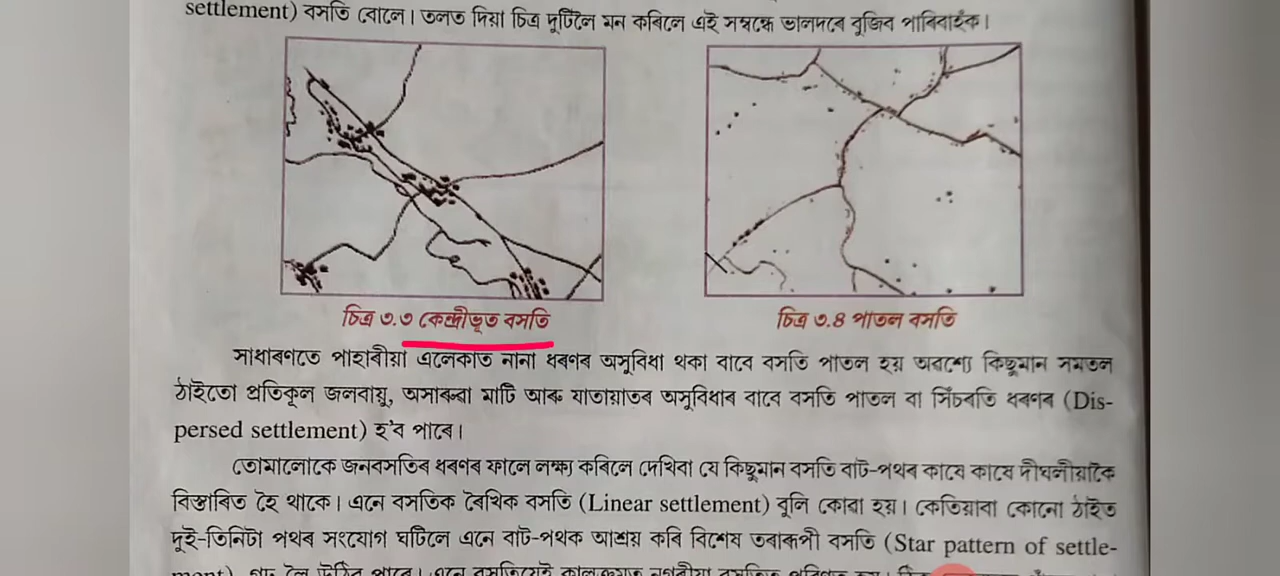 settlement) বসতি বোলে। তলত দিয়া চিত্ৰ দুটিলৈ মন কৰিলে এই সম্বন্ধে ভালদৰে বুজিব পাৰিবাহঁক।
চিত্ৰ ৩.৩ কেন্দ্ৰীভূত বসতি
চিত্ৰ ৩.৪ পাতল বসতি
সাধাৰণতে পাহাৰীয়া এলেকাত নানা ধৰণৰ অসুবিধা থকা বাবে বসতি পাতল হয় অৱশ্যে কিছুমান সমতল
ঠাইতো প্ৰতিকূল জলবায়ু, অসাৰুৱা মাটি আৰু যাতায়াতৰ অসুবিধাৰ বাবে বসতি পাতল বা সিঁচৰতি ধৰণৰ (Dis-
persed settlement) হ'ব পাৰে।
তোমালোকে জনবসতিৰ ধৰণৰ ফালে লক্ষ্য কৰিলে দেখিবা যে কিছুমান বসতি বাট-পথৰ কাষে কাষে দীঘলীয়াকৈ
বিস্তাৰিত হৈ থাকে। এনে বসতিক ৰৈখিক বসতি (Linear settlement) বুলি কোৱা হয়। কেতিয়াবা কোনো ঠাইত
দুই-তিনিটা পথৰ সংযোগ ঘটিলে এনে বাট-পথক আশ্ৰয় কৰি বিশেষ তৰাৰূপী বসতি (Star pattern of settle-
ment)